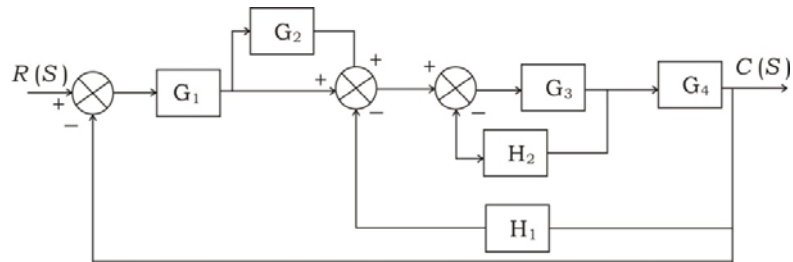 G₂
R(S)
+
−
G₁
+
+
−
+
−
G₃
G₄
C(S)
H₂
H₁